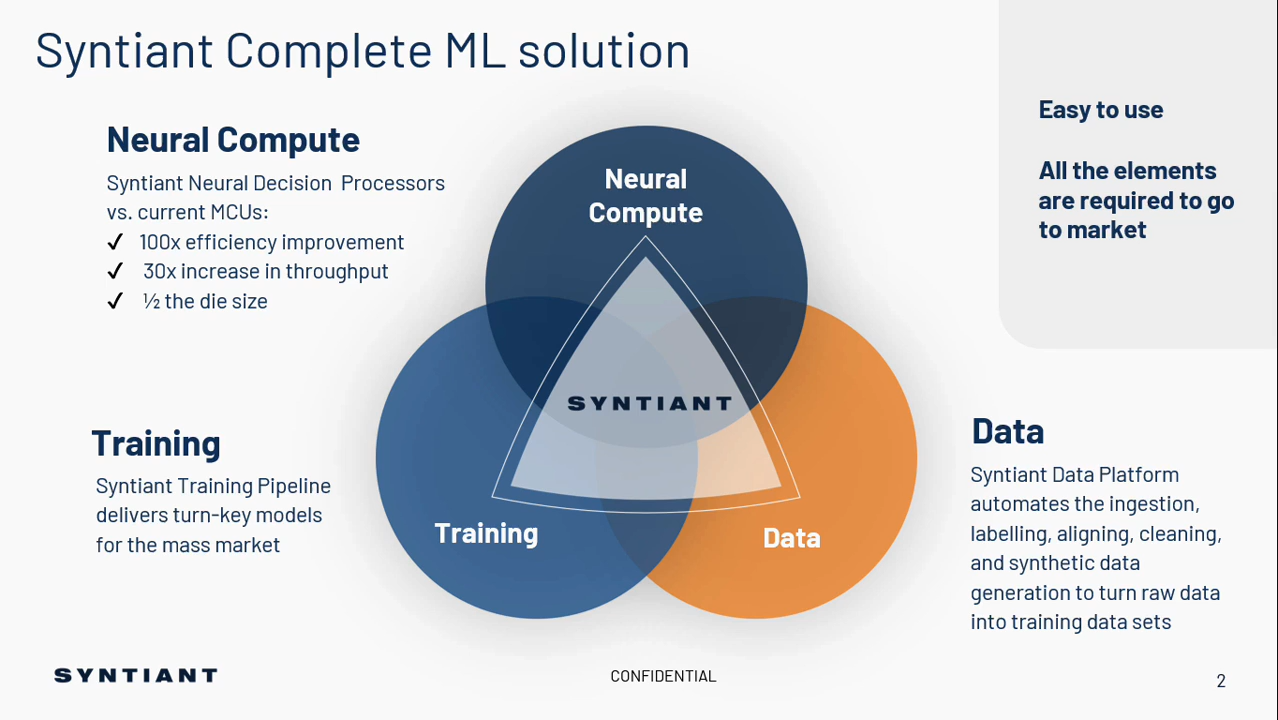 Syntiant Complete ML solution
Easy to use
All the elements
are required to go
to market
Neural Compute
Syntiant Neural Decision Processors
vs. current MCUs:
✓ 100x efficiency improvement
✓ 30x increase in throughput
✓ ½ the die size
Neural
Compute
SYNTIANT
Training
Data
Training
Syntiant Training Pipeline
delivers turn-key models
for the mass market
Data
Syntiant Data Platform
automates the ingestion,
labelling, aligning, cleaning,
and synthetic data
generation to turn raw data
into training data sets
SYNTIANT
CONFIDENTIAL
2